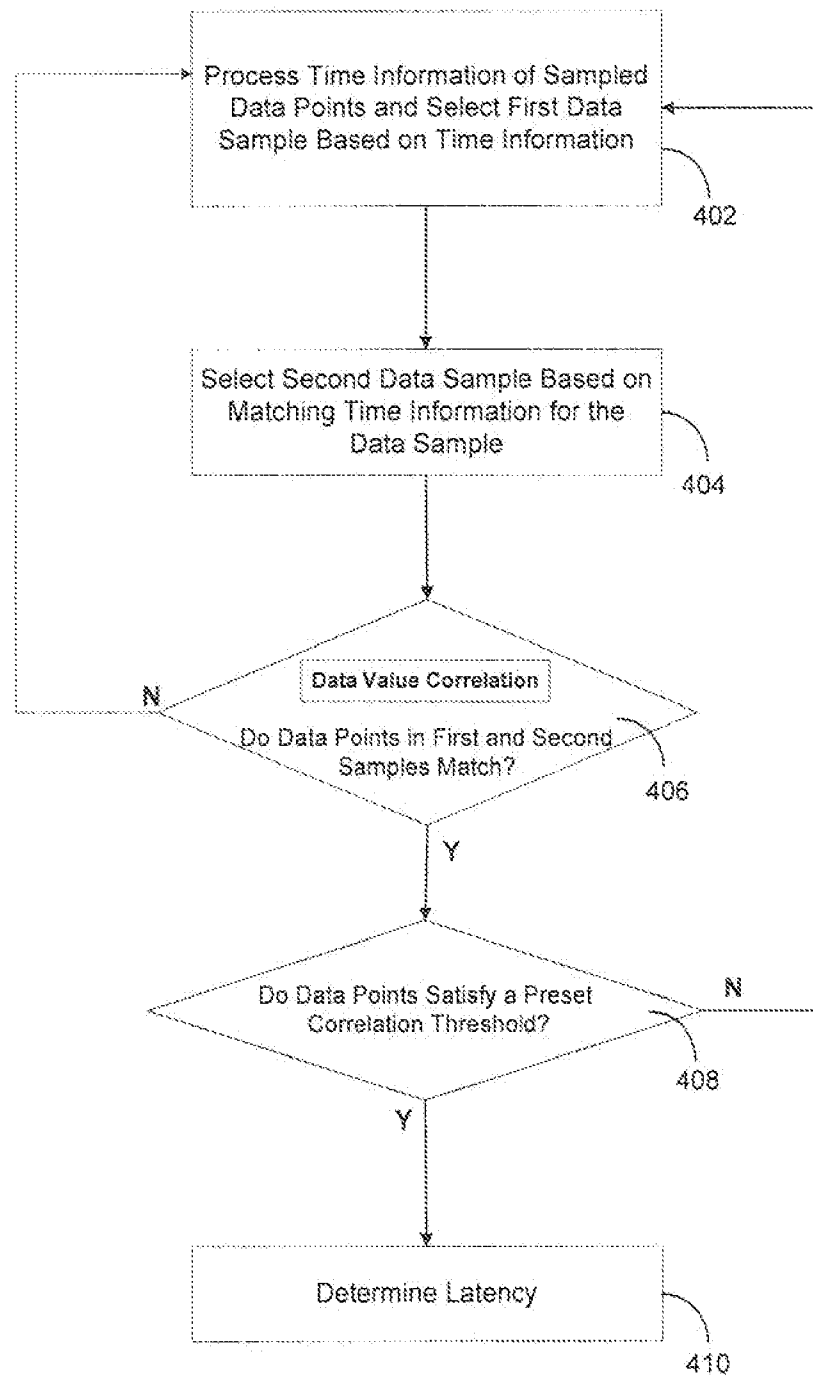 Process Time Information of Sampled
Data Points and Select First Data
Sample Based on Time Information
402
Select Second Data Sample Based on
Matching Time Information for the
Data Sample
404
Data Value Correlation
N
Do Data Points in First and Second
Samples Match?
406
Y
Do Data Points Satisfy a Preset
Correlation Threshold?
N
408
Y
Determine Latency
410